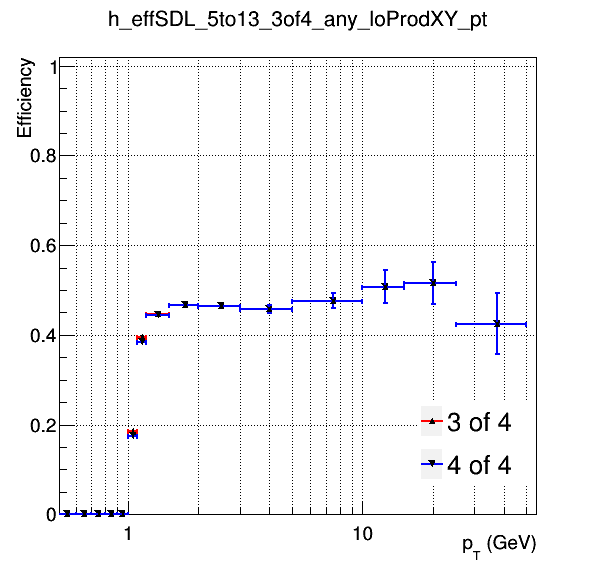 h_effSDL_5to13_3of4_any_loProdXY_pt
Efficiency
1
0.8
0.6
0.4
0.2
0
3 of 4
4 of 4
1
10
p_T (GeV)